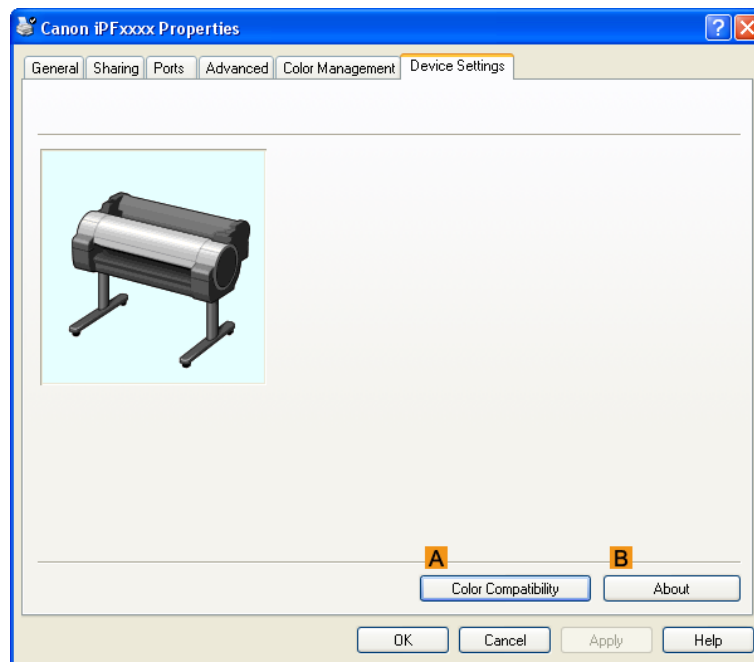 Canon iPFxxxx Properties
General Sharing Ports Advanced Color Management Device Settings
A B
Color Compatibility About
OK Cancel Apply Help